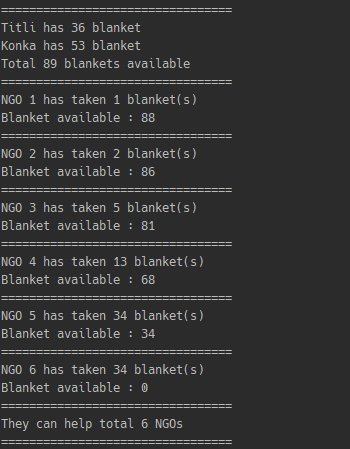 =================================
Titli has 36 blanket
Konka has 53 blanket
Total 89 blankets available
=================================
NGO 1 has taken 1 blanket(s)
Blanket available : 88
=================================
NGO 2 has taken 2 blanket(s)
Blanket available : 86
=================================
NGO 3 has taken 5 blanket(s)
Blanket available : 81
=================================
NGO 4 has taken 13 blanket(s)
Blanket available : 68
=================================
NGO 5 has taken 34 blanket(s)
Blanket available : 34
=================================
NGO 6 has taken 34 blanket(s)
Blanket available : 0
=================================
They can help total 6 NGOs
=================================